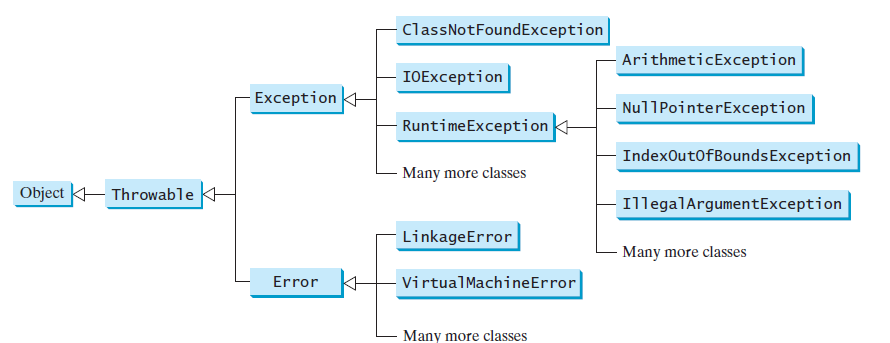 ClassNotFoundException
ArithmeticException
IOException
Exception
NullPointerException
RuntimeException
IndexOutOfBoundsException
Many more classes
Object
Throwable
IllegalArgumentException
LinkageError
Many more classes
Error
VirtualMachineError
Many more classes